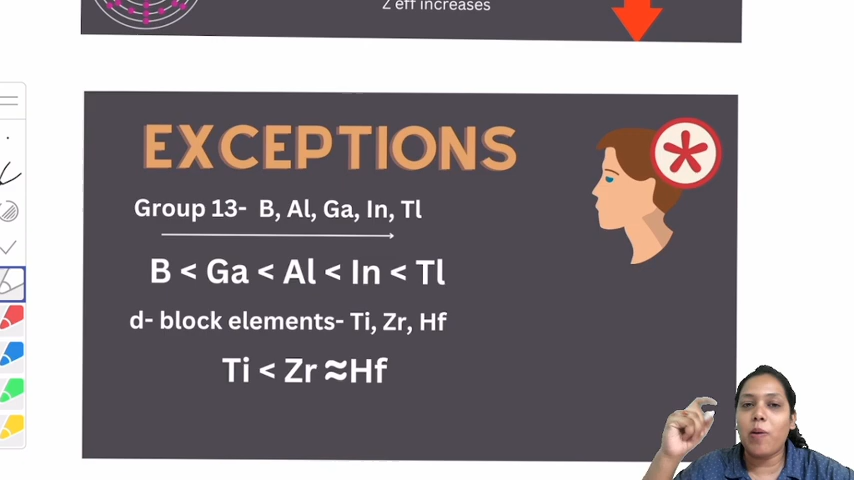 Z eff increases
EXCEPTIONS
Group 13- B, Al, Ga, In, Tl
B < Ga < Al < In < Tl
d- block elements- Ti, Zr, Hf
Ti < Zr ≈Hf